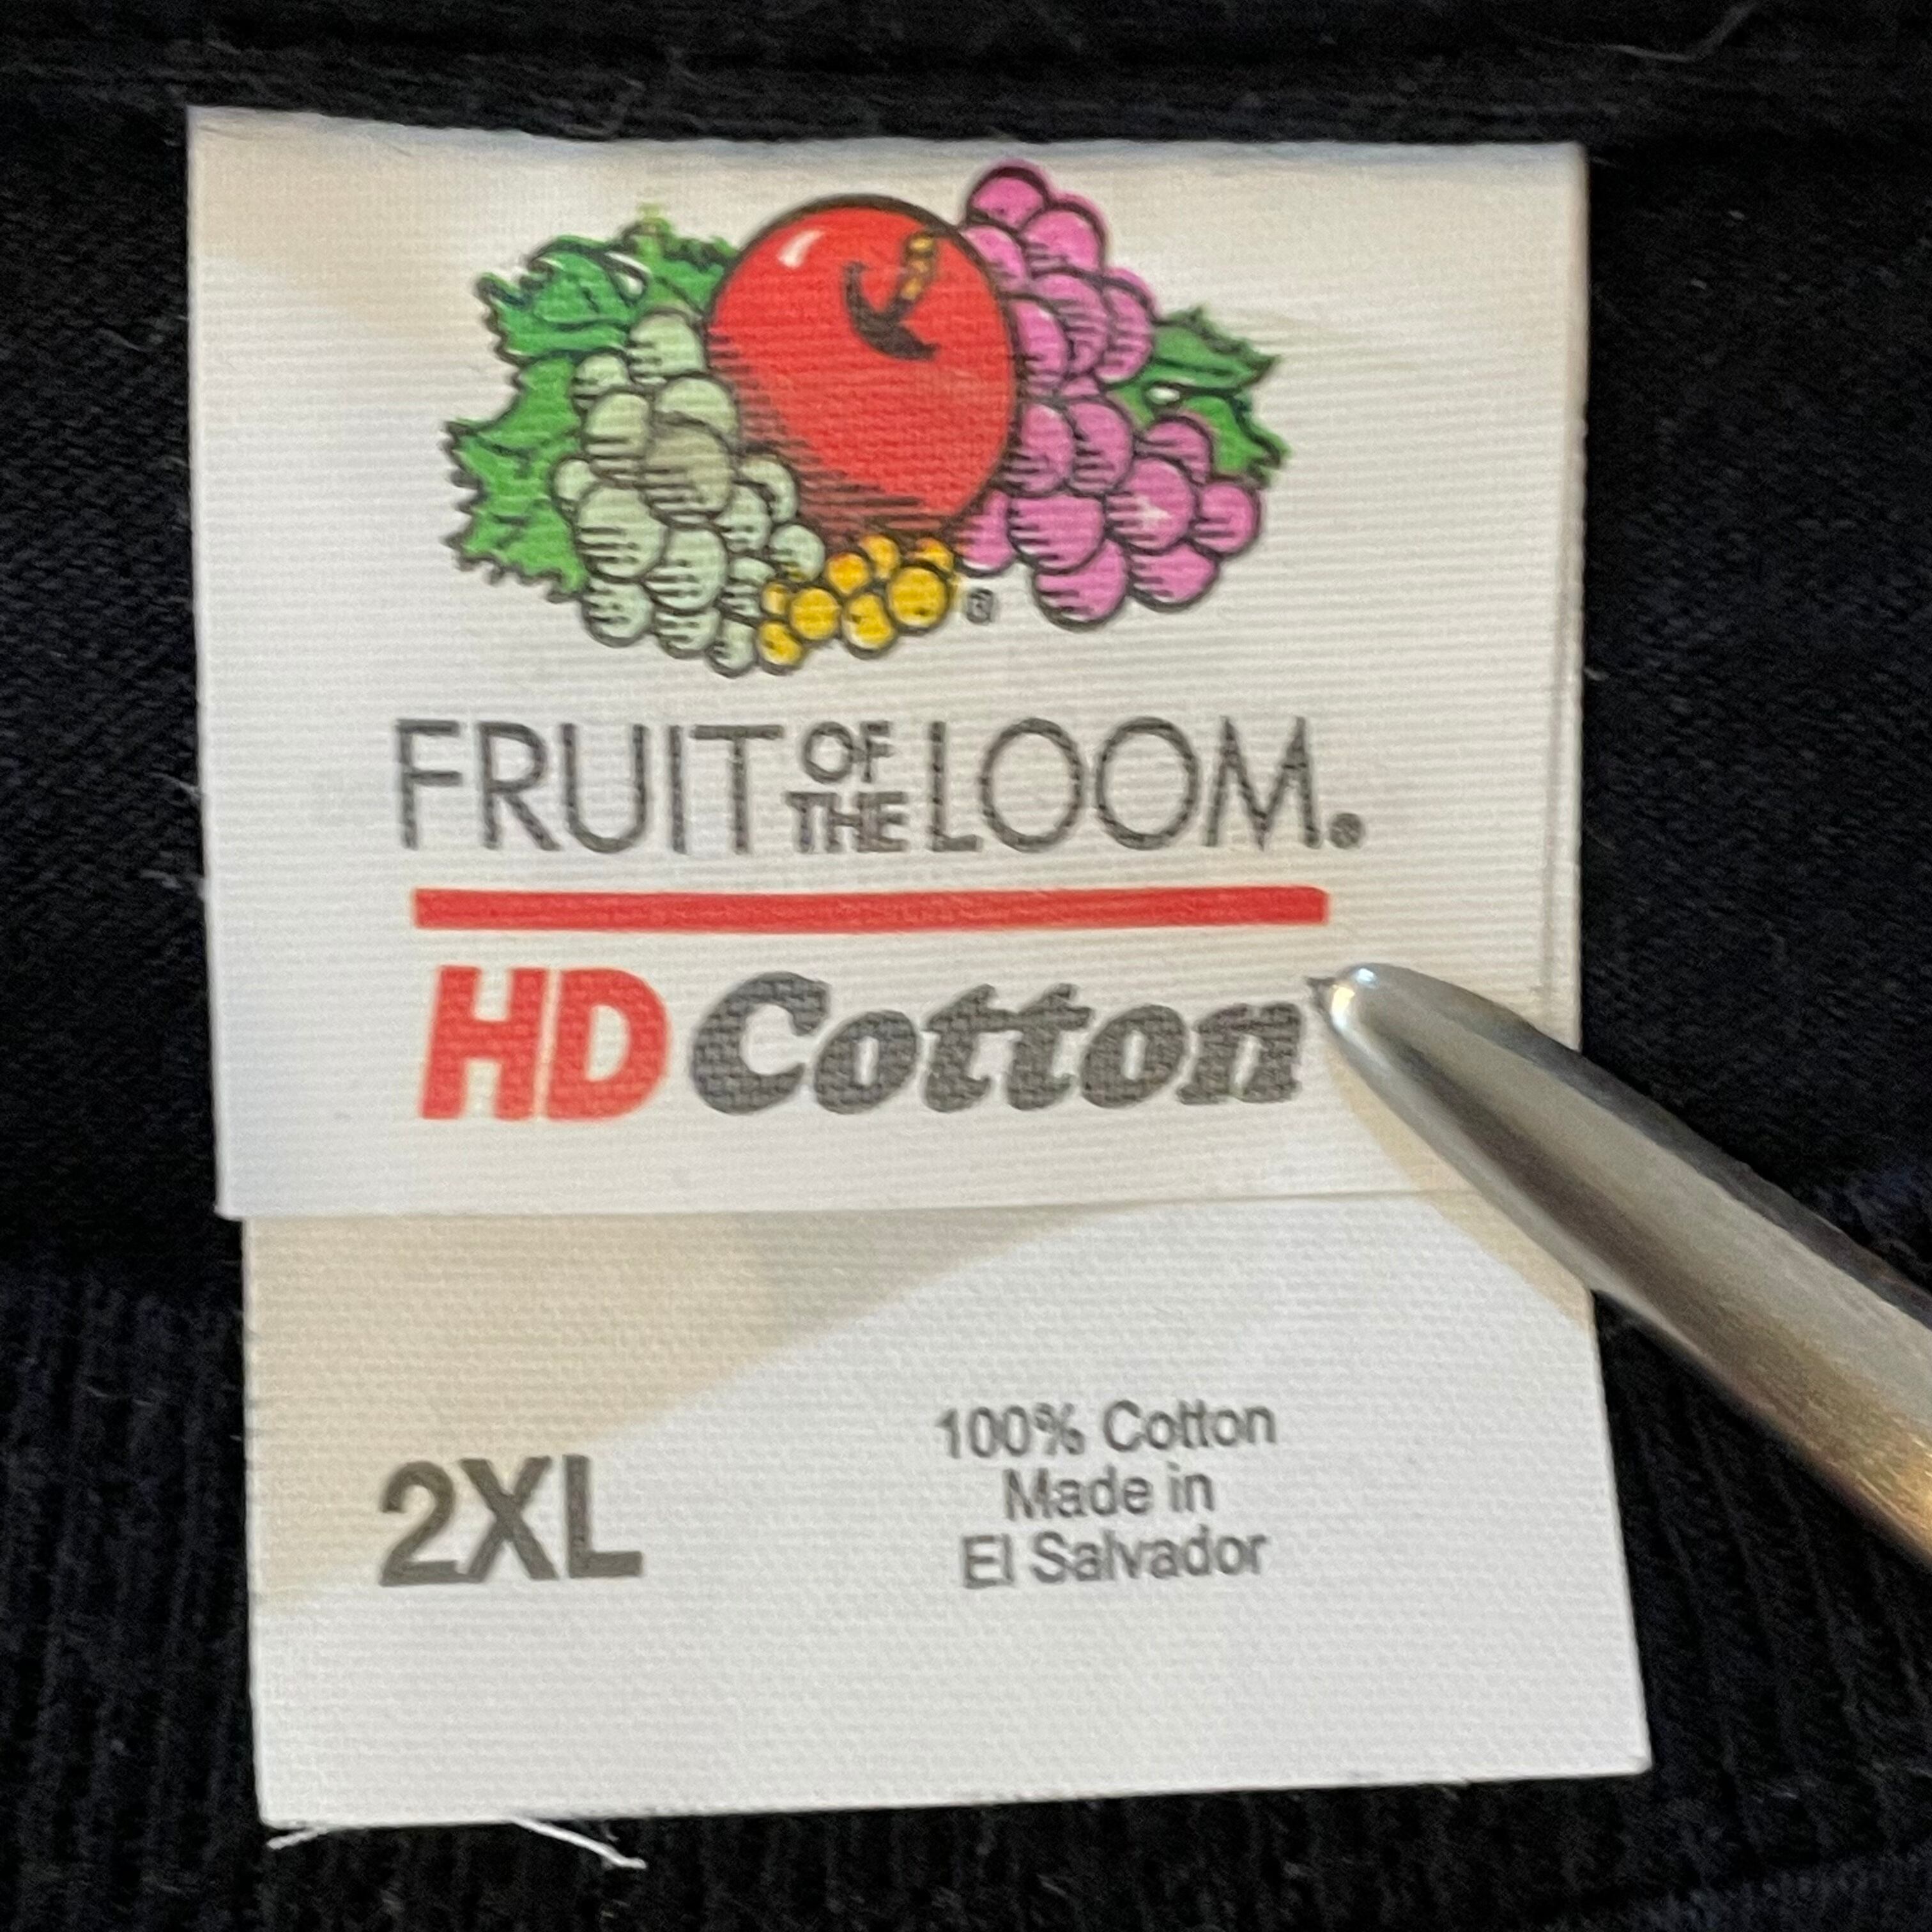 FRUIT OF THE LOOM®
HD Cotton
2XL
100% Cotton
Made in
El Salvador